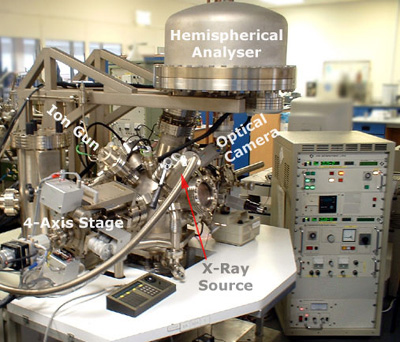 Hemispherical
Analyser
Ion Gun
Optical
Camera
4-Axis Stage
X-Ray
Source